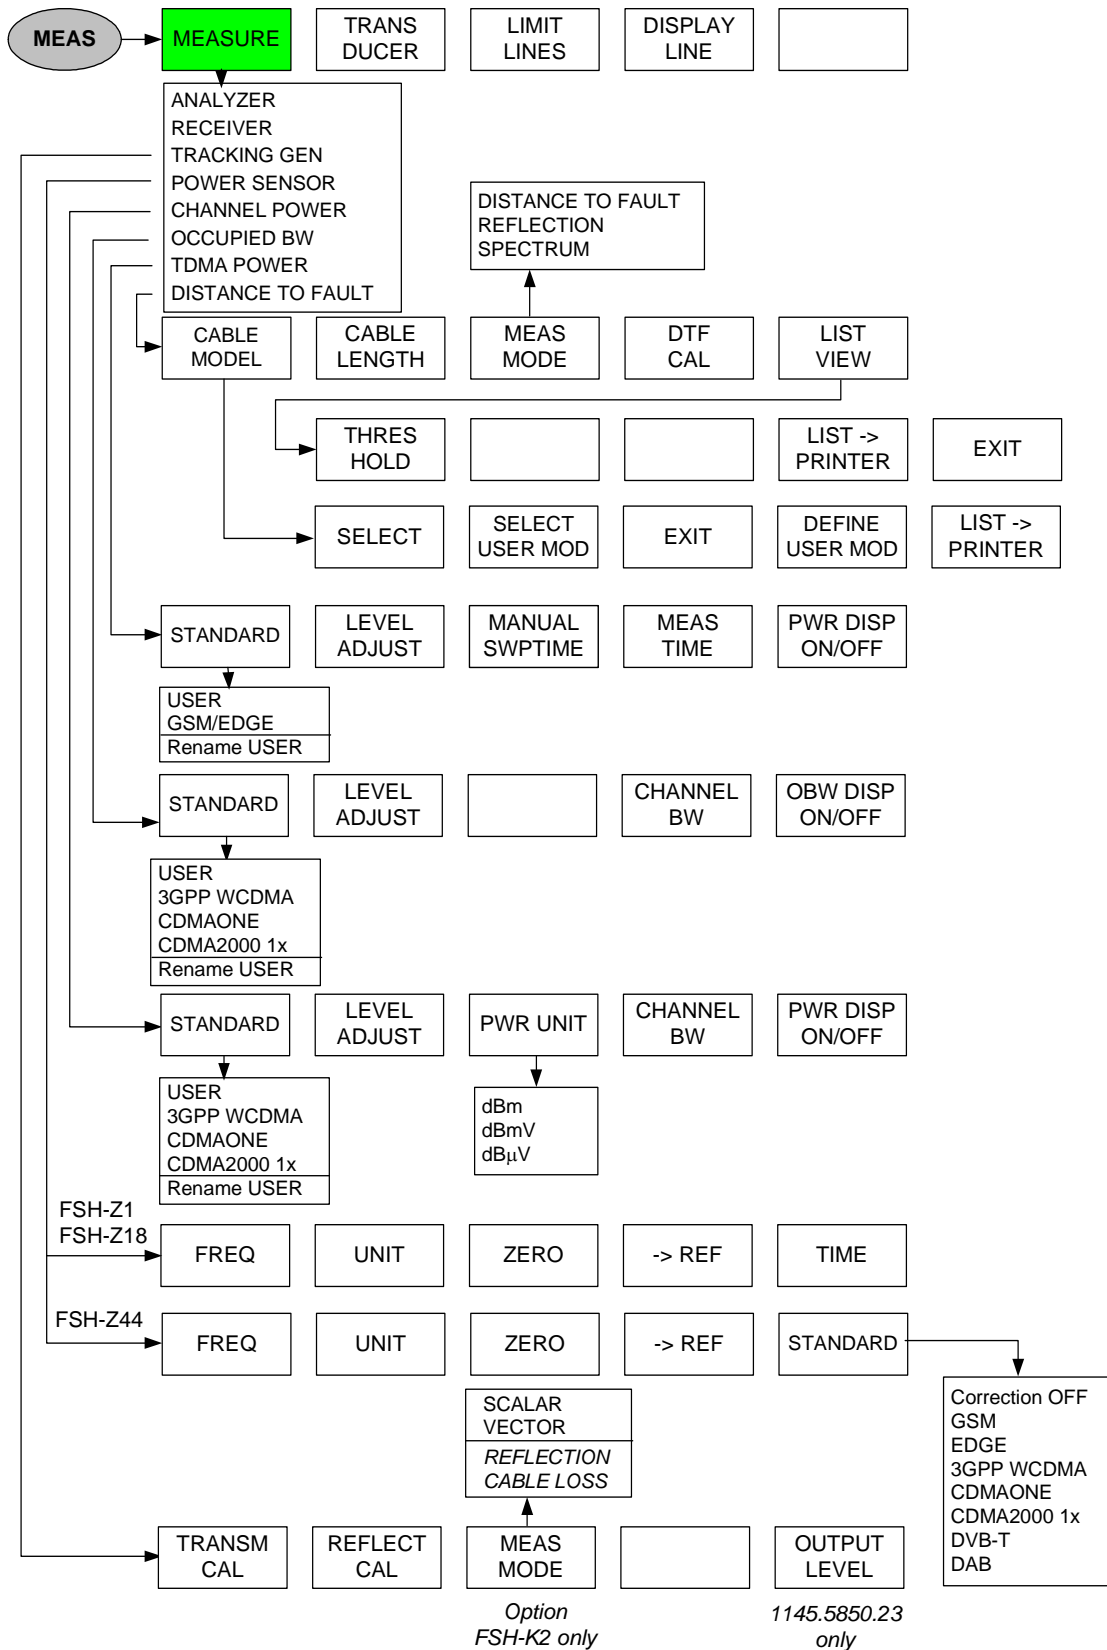 MEAS
MEASURE
TRANS
DUCER
LIMIT
LINES
DISPLAY
LINE
ANALYZER
RECEIVER
TRACKING GEN
POWER SENSOR
CHANNEL POWER
OCCUPIED BW
TDMA POWER
DISTANCE TO FAULT
DISTANCE TO FAULT
REFLECTION
SPECTRUM
CABLE
MODEL
CABLE
LENGTH
MEAS
MODE
DTF
CAL
LIST
VIEW
THRES
HOLD
LIST ->
PRINTER
EXIT
SELECT
SELECT
USER MOD
EXIT
DEFINE
USER MOD
LIST ->
PRINTER
STANDARD
LEVEL
ADJUST
MANUAL
SWPTIME
MEAS
TIME
PWR DISP
ON/OFF
USER
GSM/EDGE
Rename USER
STANDARD
LEVEL
ADJUST
CHANNEL
BW
OBW DISP
ON/OFF
USER
3GPP WCDMA
CDMAONE
CDMA2000 1x
Rename USER
STANDARD
LEVEL
ADJUST
PWR UNIT
CHANNEL
BW
PWR DISP
ON/OFF
USER
3GPP WCDMA
CDMAONE
CDMA2000 1x
Rename USER
dBm
dBmV
dBµV
FSH-Z1
FSH-Z18
FREQ
UNIT
ZERO
-> REF
TIME
FSH-Z44
FREQ
UNIT
ZERO
-> REF
STANDARD
Correction OFF
GSM
EDGE
3GPP WCDMA
CDMAONE
CDMA2000 1x
DVB-T
DAB
SCALAR
VECTOR
REFLECTION
CABLE LOSS
TRANSM
CAL
REFLECT
CAL
MEAS
MODE
OUTPUT
LEVEL
Option
FSH-K2 only
1145.5850.23
only